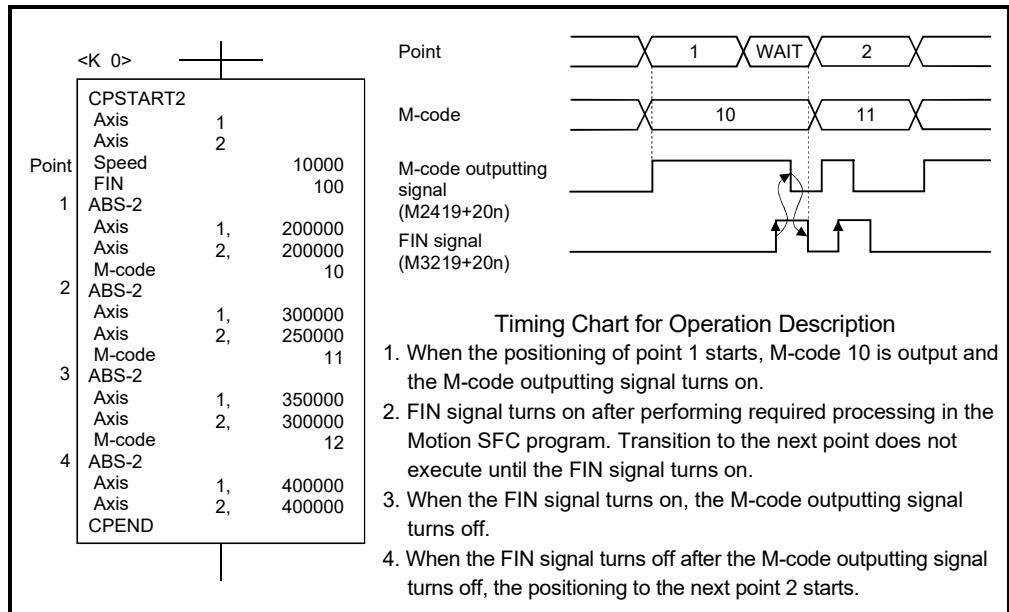 <K 0>
CPSTART2
Axis 1
Axis 2
Point Speed 10000
FIN 100
1 ABS-2
Axis 1, 200000
Axis 2, 200000
M-code 10
2 ABS-2
Axis 1, 300000
Axis 2, 250000
M-code 11
3 ABS-2
Axis 1, 350000
Axis 2, 300000
M-code 12
4 ABS-2
Axis 1, 400000
Axis 2, 400000
CPEND
Point 1 WAIT 2
M-code 10 11
M-code outputting
signal
(M2419+20n)
FIN signal
(M3219+20n)
Timing Chart for Operation Description
1. When the positioning of point 1 starts, M-code 10 is output and
the M-code outputting signal turns on.
2. FIN signal turns on after performing required processing in the
Motion SFC program. Transition to the next point does not
execute until the FIN signal turns on.
3. When the FIN signal turns on, the M-code outputting signal
turns off.
4. When the FIN signal turns off after the M-code outputting signal
turns off, the positioning to the next point 2 starts.